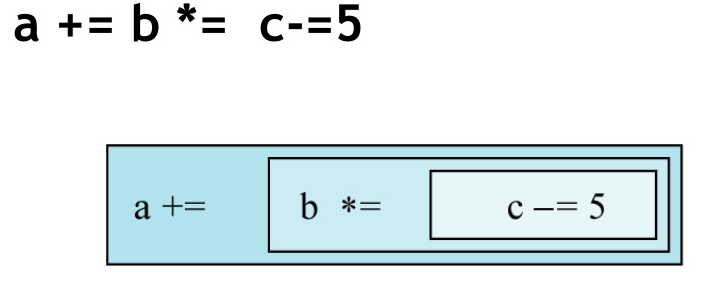 a += b *= c-=5
a += b *= c –= 5